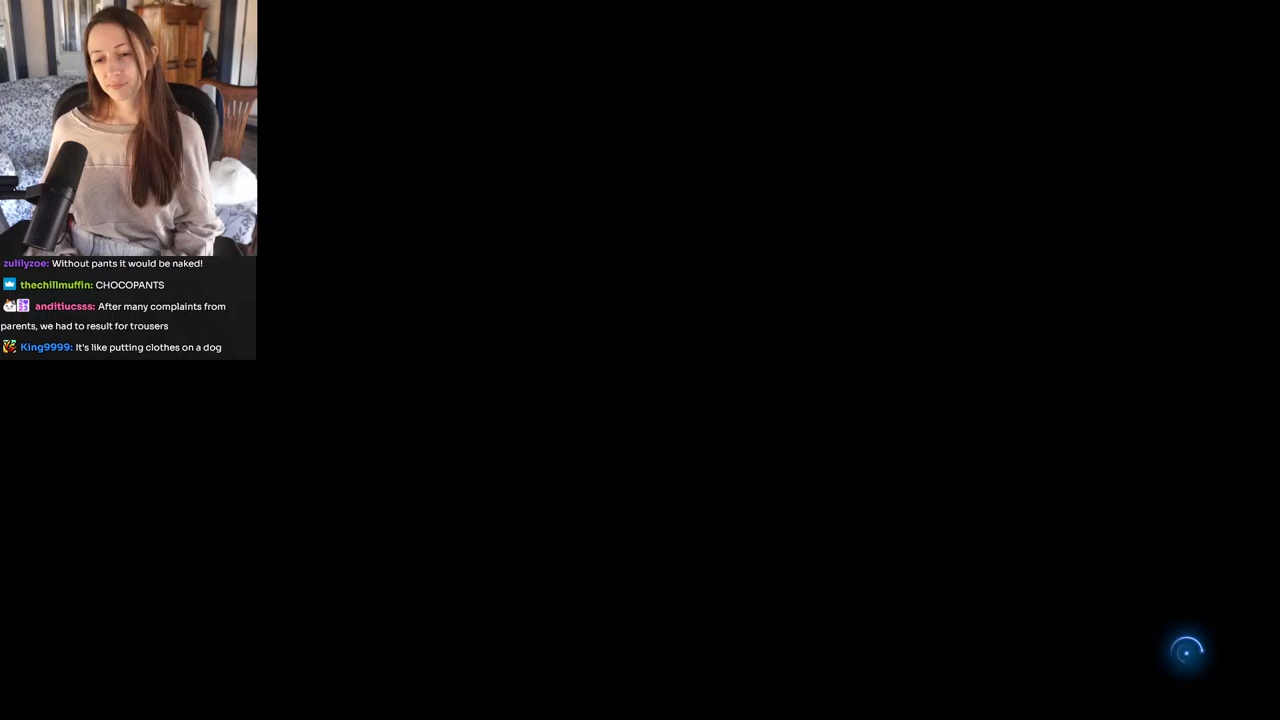 zulilyzoe: Without pants it would be naked!
thechillmuffin: CHOCOPANTS
anditiucsss: After many complaints from
parents, we had to result for trousers
King9999: It's like putting clothes on a dog